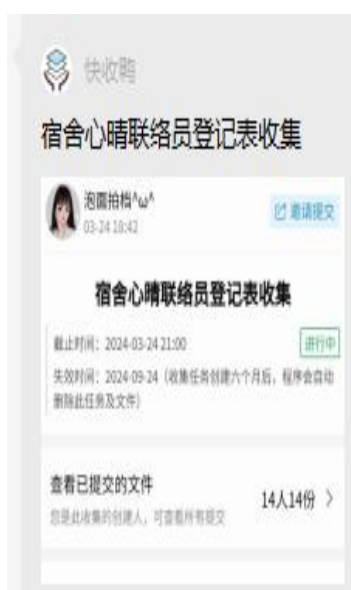 快收鸭
宿舍心晴联络员登记表收集
泡面拍档^ω^
03-24 18:42
邀请提交
宿舍心晴联络员登记表收集
截止时间：2024-03-24 21:00
进行中
失效时间：2024-09-24（收集任务创建六个月后，程序会自动
删除此任务及文件）
查看已提交的文件
14人14份 >
您是此收集的创建人，可查看所有提交